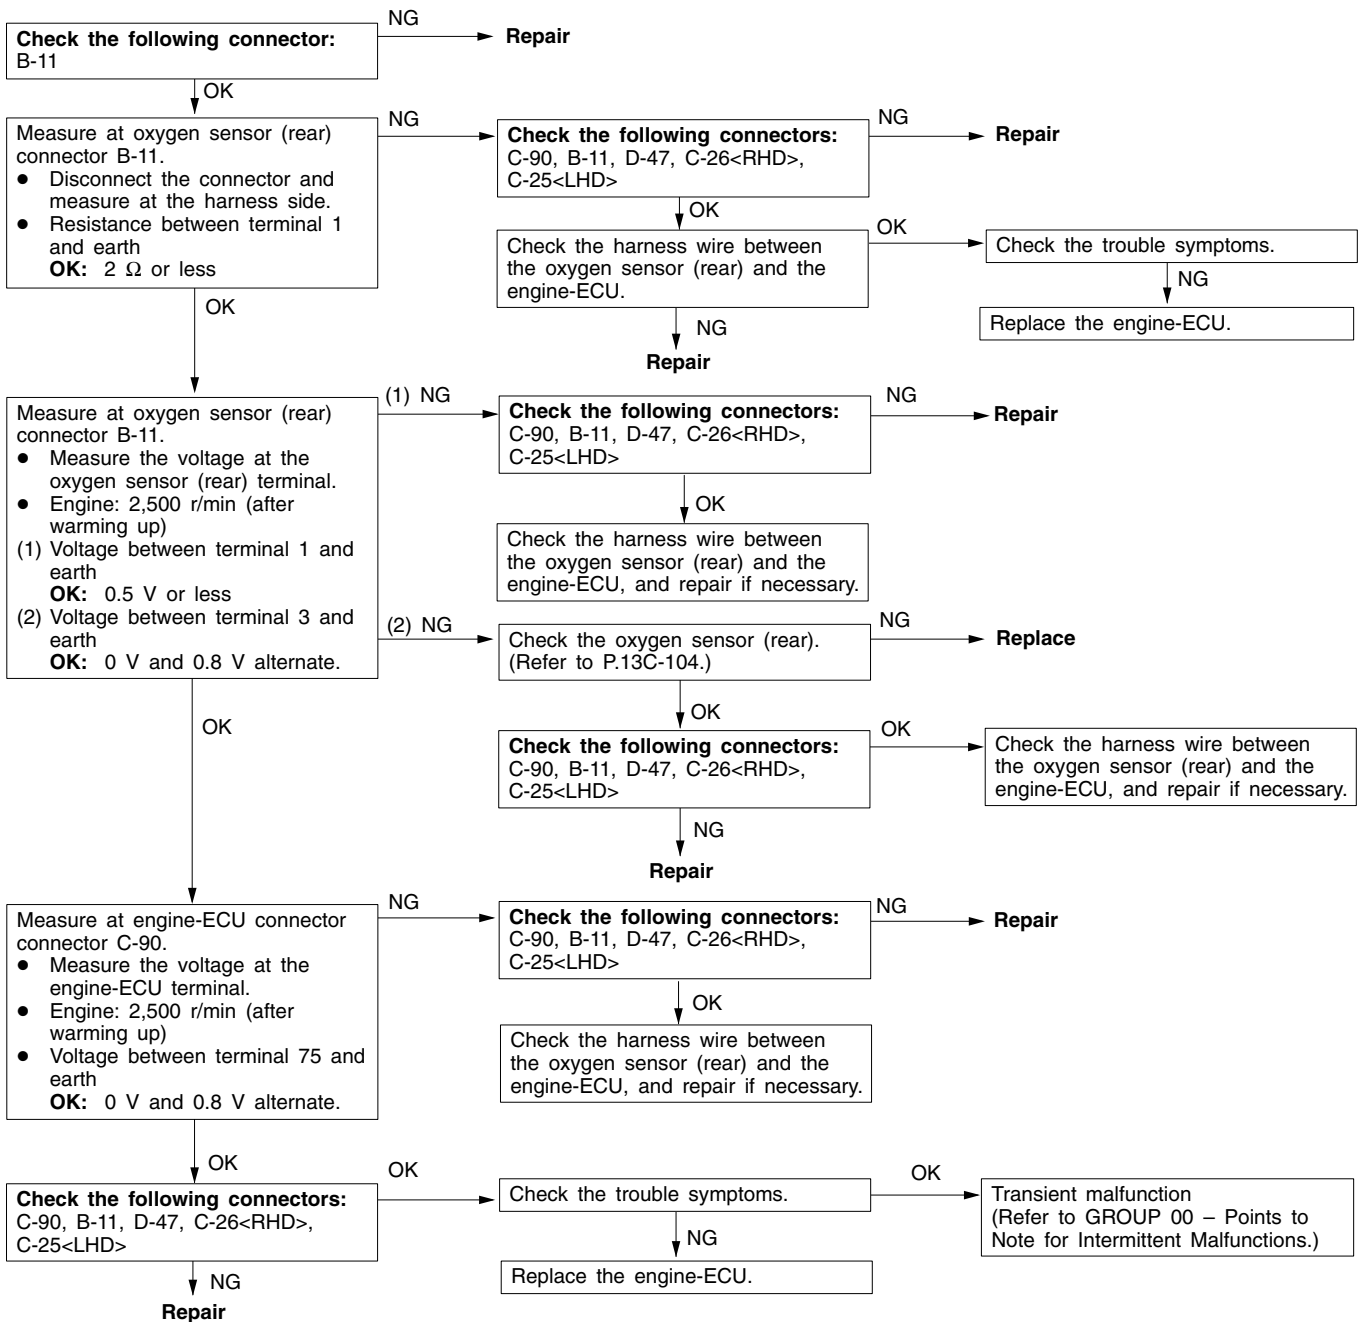 Check the following connector:
B-11
NG
Repair
OK
Measure at oxygen sensor (rear)
connector B-11.
● Disconnect the connector and
measure at the harness side.
● Resistance between terminal 1
and earth
OK: 2 Ω or less
NG
Check the following connectors:
C-90, B-11, D-47, C-26<RHD>,
C-25<LHD>
NG
Repair
OK
Check the harness wire between
the oxygen sensor (rear) and the
engine-ECU.
OK
Check the trouble symptoms.
NG
Replace the engine-ECU.
NG
Repair
OK
Measure at oxygen sensor (rear)
connector B-11.
● Measure the voltage at the
oxygen sensor (rear) terminal.
● Engine: 2,500 r/min (after
warming up)
(1) Voltage between terminal 1 and
earth
OK: 0.5 V or less
(2) Voltage between terminal 3 and
earth
OK: 0 V and 0.8 V alternate.
(1) NG
Check the following connectors:
C-90, B-11, D-47, C-26<RHD>,
C-25<LHD>
NG
Repair
OK
Check the harness wire between
the oxygen sensor (rear) and the
engine-ECU, and repair if necessary.
(2) NG
Check the oxygen sensor (rear).
(Refer to P.13C-104.)
NG
Replace
OK
Check the following connectors:
C-90, B-11, D-47, C-26<RHD>,
C-25<LHD>
OK
Check the harness wire between
the oxygen sensor (rear) and the
engine-ECU, and repair if necessary.
NG
Repair
OK
Measure at engine-ECU connector
connector C-90.
● Measure the voltage at the
engine-ECU terminal.
● Engine: 2,500 r/min (after
warming up)
● Voltage between terminal 75 and
earth
OK: 0 V and 0.8 V alternate.
NG
Check the following connectors:
C-90, B-11, D-47, C-26<RHD>,
C-25<LHD>
NG
Repair
OK
Check the harness wire between
the oxygen sensor (rear) and the
engine-ECU, and repair if necessary.
OK
Check the following connectors:
C-90, B-11, D-47, C-26<RHD>,
C-25<LHD>
OK
Check the trouble symptoms.
OK
Transient malfunction
(Refer to GROUP 00 – Points to
Note for Intermittent Malfunctions.)
NG
Replace the engine-ECU.
NG
Repair